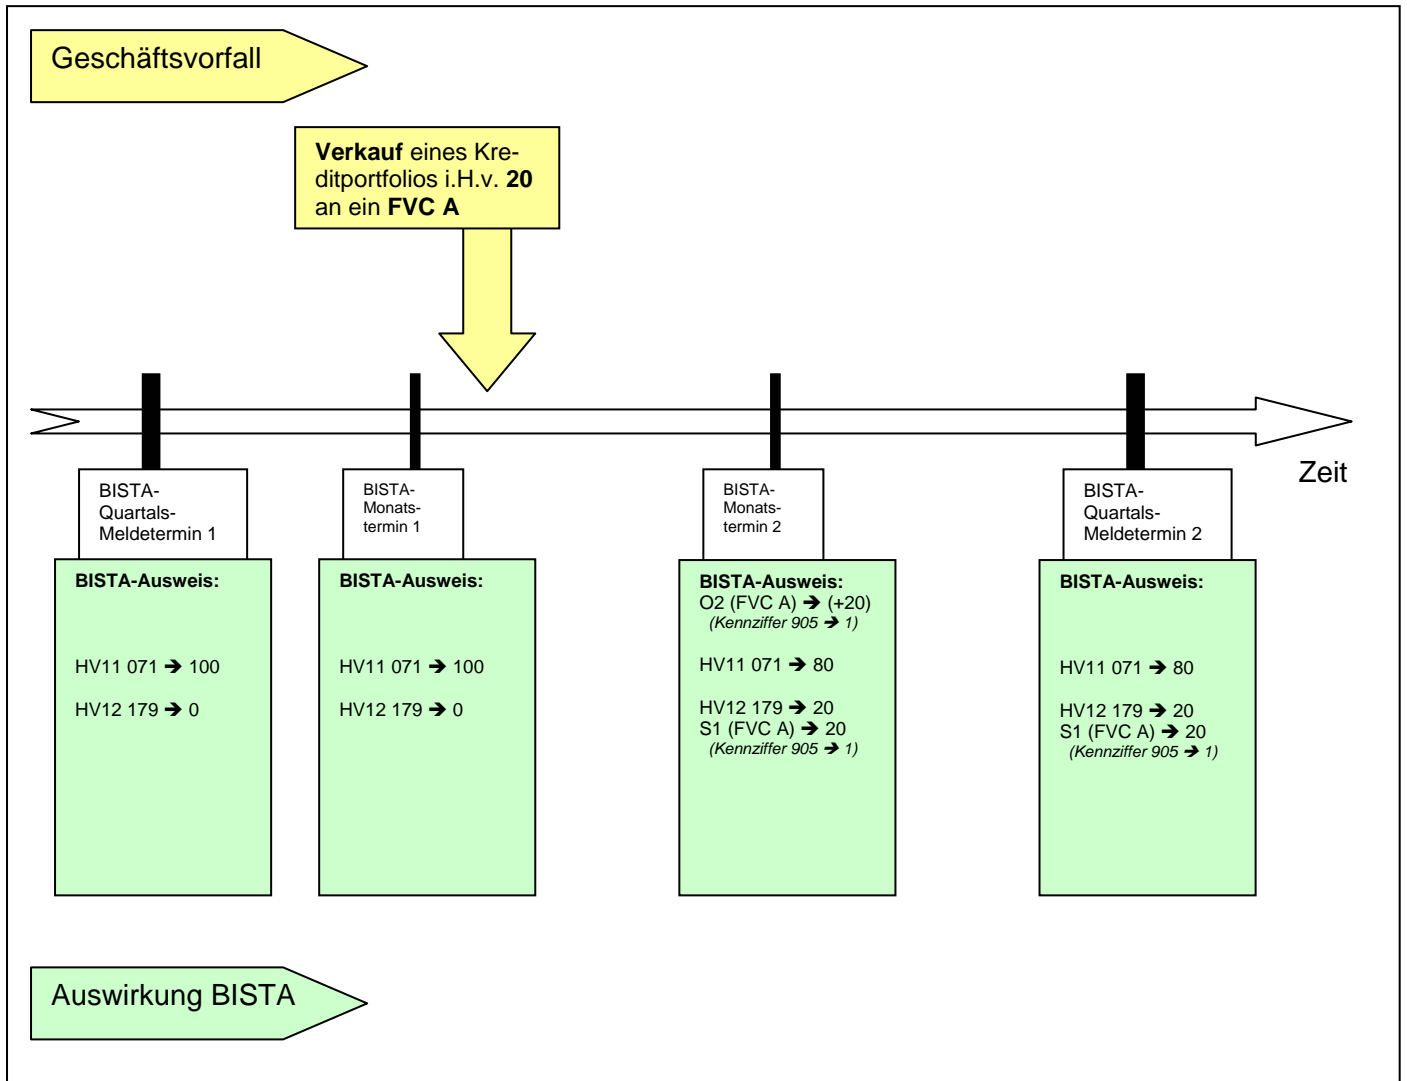 Geschäftsvorfall
Verkauf eines Kre-
ditportfolios i.H.v. 20
an ein FVC A
Zeit
BISTA-
Quartals-
Meldetermin 1
BISTA-Ausweis:
HV11 071 ➔ 100
HV12 179 ➔ 0
BISTA-
Monats-
termin 1
BISTA-Ausweis:
HV11 071 ➔ 100
HV12 179 ➔ 0
BISTA-
Monats-
termin 2
BISTA-Ausweis:
O2 (FVC A) ➔ (+20)
(Kennziffer 905 ➔ 1)
HV11 071 ➔ 80
HV12 179 ➔ 20
S1 (FVC A) ➔ 20
(Kennziffer 905 ➔ 1)
BISTA-
Quartals-
Meldetermin 2
BISTA-Ausweis:
HV11 071 ➔ 80
HV12 179 ➔ 20
S1 (FVC A) ➔ 20
(Kennziffer 905 ➔ 1)
Auswirkung BISTA